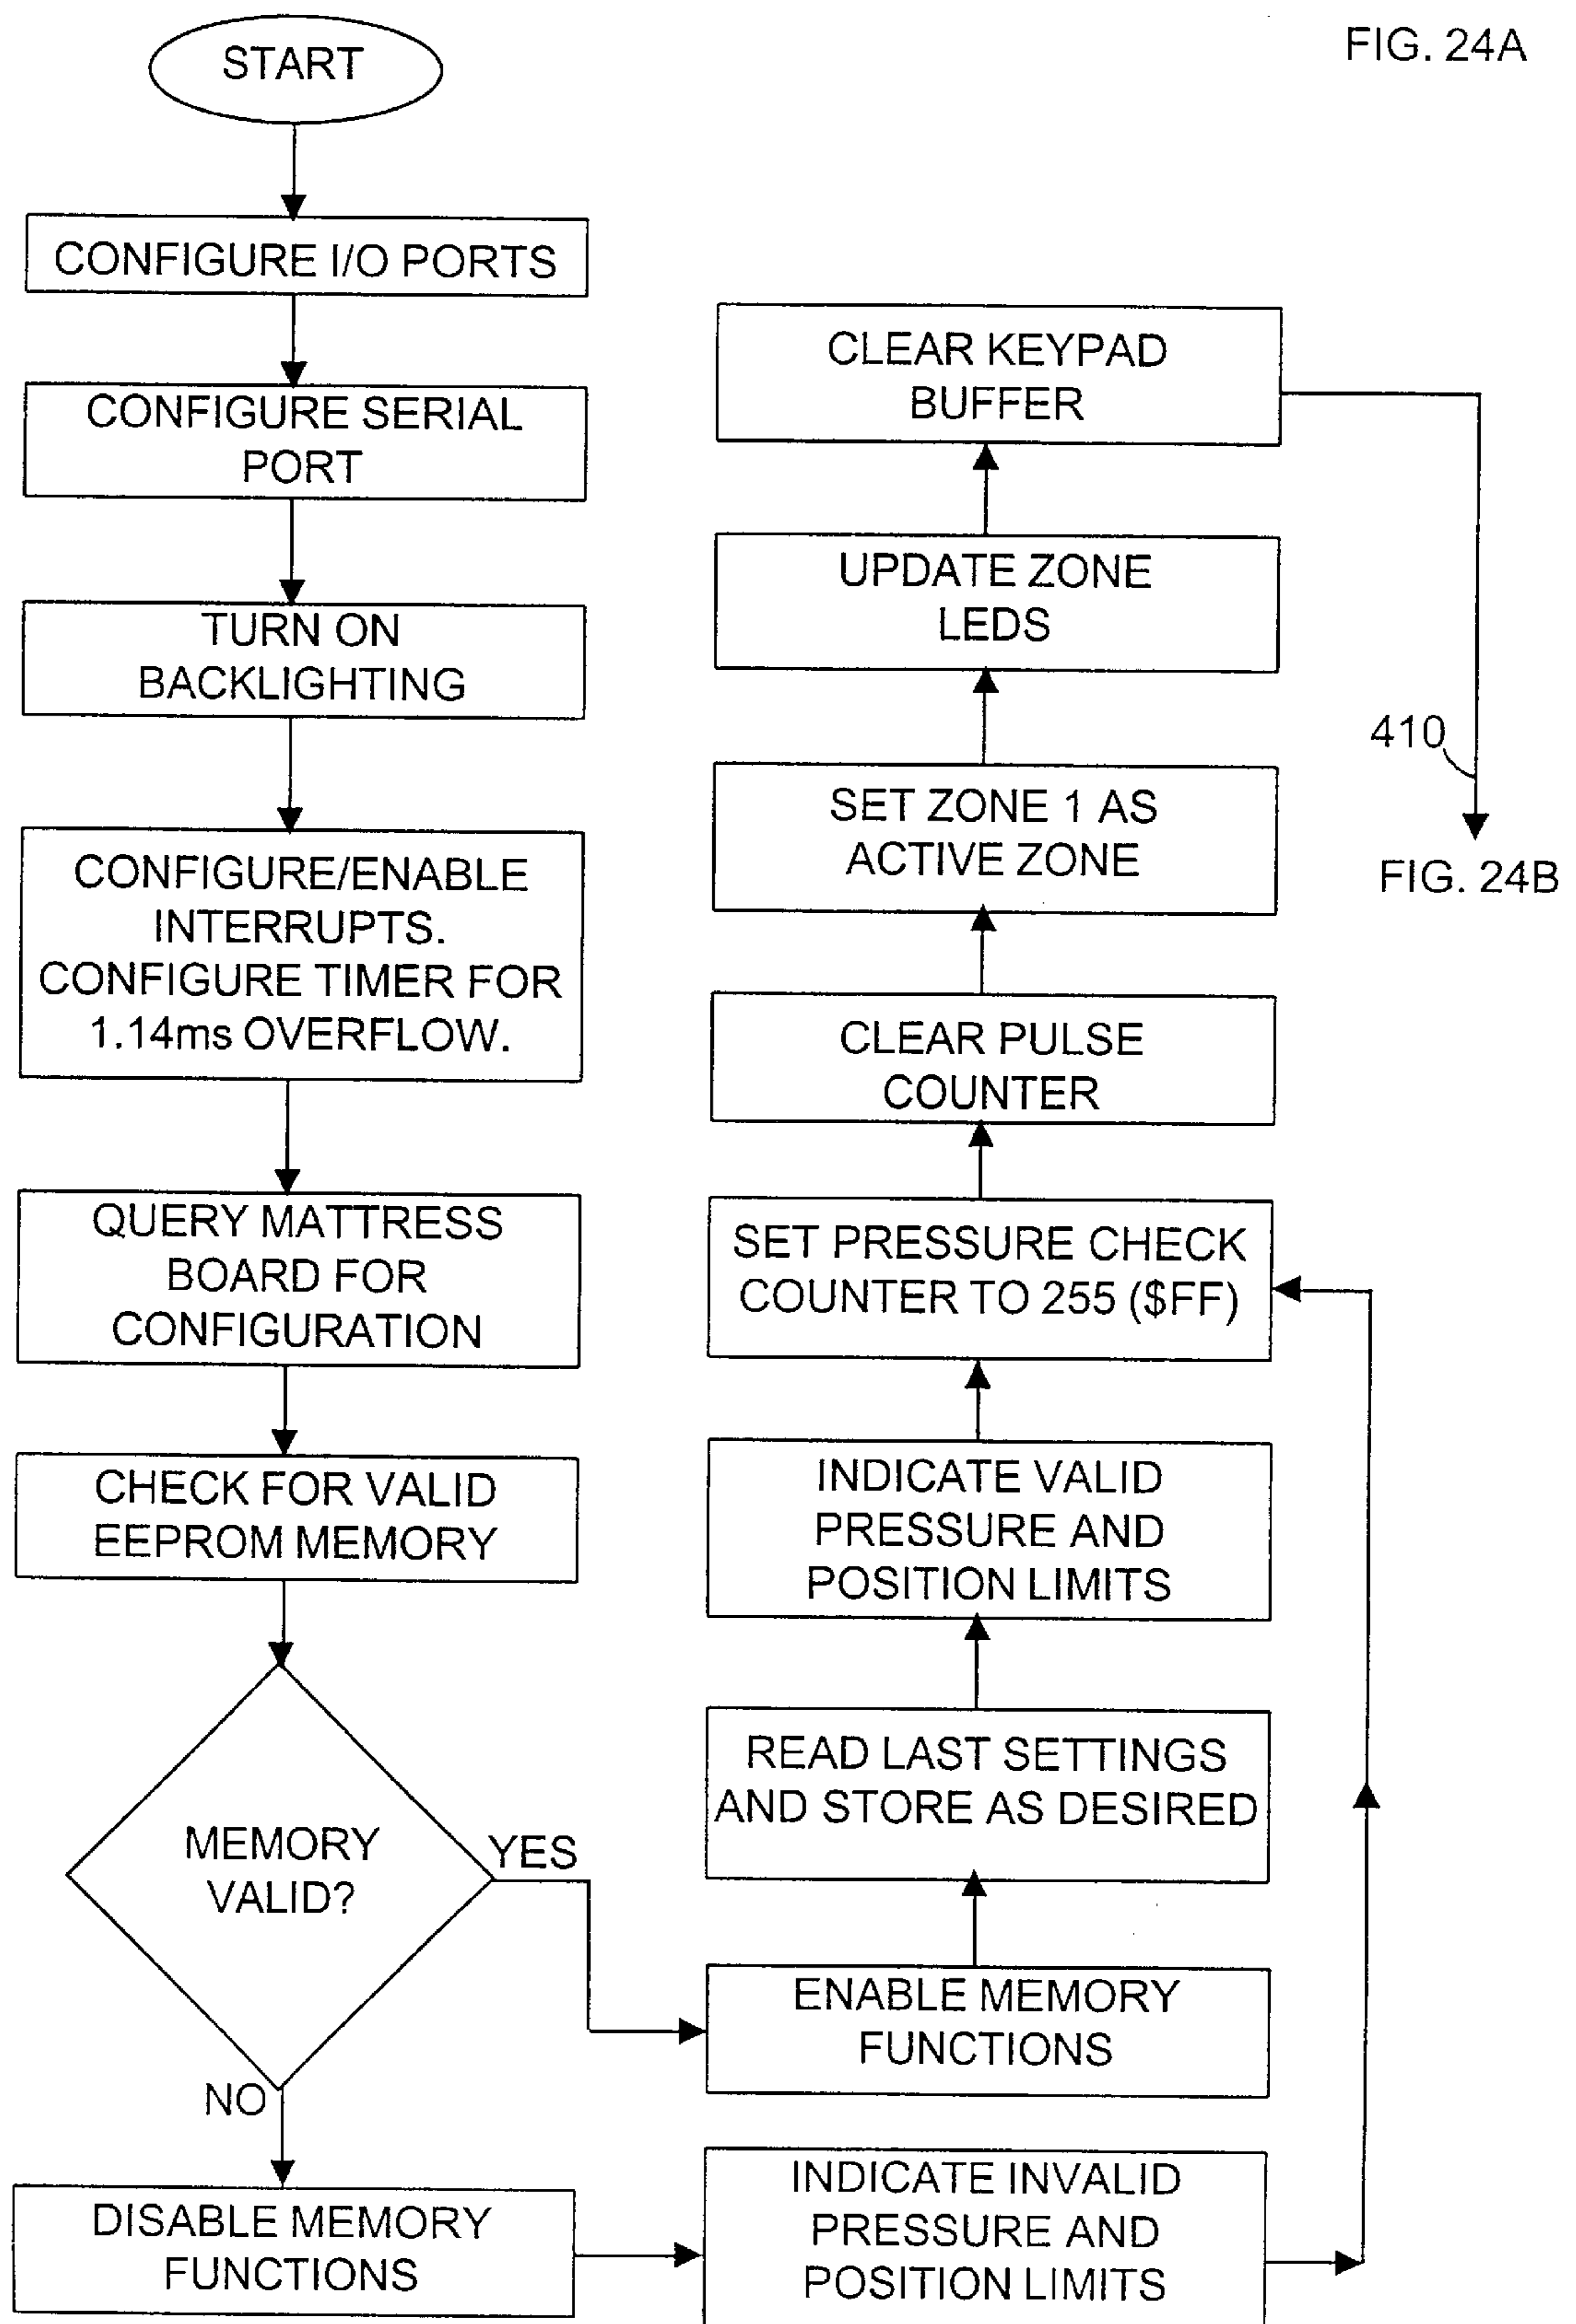 FIG. 24A
START
CONFIGURE I/O PORTS
CONFIGURE SERIAL
PORT
TURN ON
BACKLIGHTING
CONFIGURE/ENABLE
INTERRUPTS.
CONFIGURE TIMER FOR
1.14ms OVERFLOW.
QUERY MATTRESS
BOARD FOR
CONFIGURATION
CHECK FOR VALID
EEPROM MEMORY
MEMORY
VALID?
YES
NO
DISABLE MEMORY
FUNCTIONS
INDICATE INVALID
PRESSURE AND
POSITION LIMITS
ENABLE MEMORY
FUNCTIONS
READ LAST SETTINGS
AND STORE AS DESIRED
INDICATE VALID
PRESSURE AND
POSITION LIMITS
SET PRESSURE CHECK
COUNTER TO 255 ($FF)
CLEAR PULSE
COUNTER
SET ZONE 1 AS
ACTIVE ZONE
UPDATE ZONE
LEDS
CLEAR KEYPAD
BUFFER
410
FIG. 24B